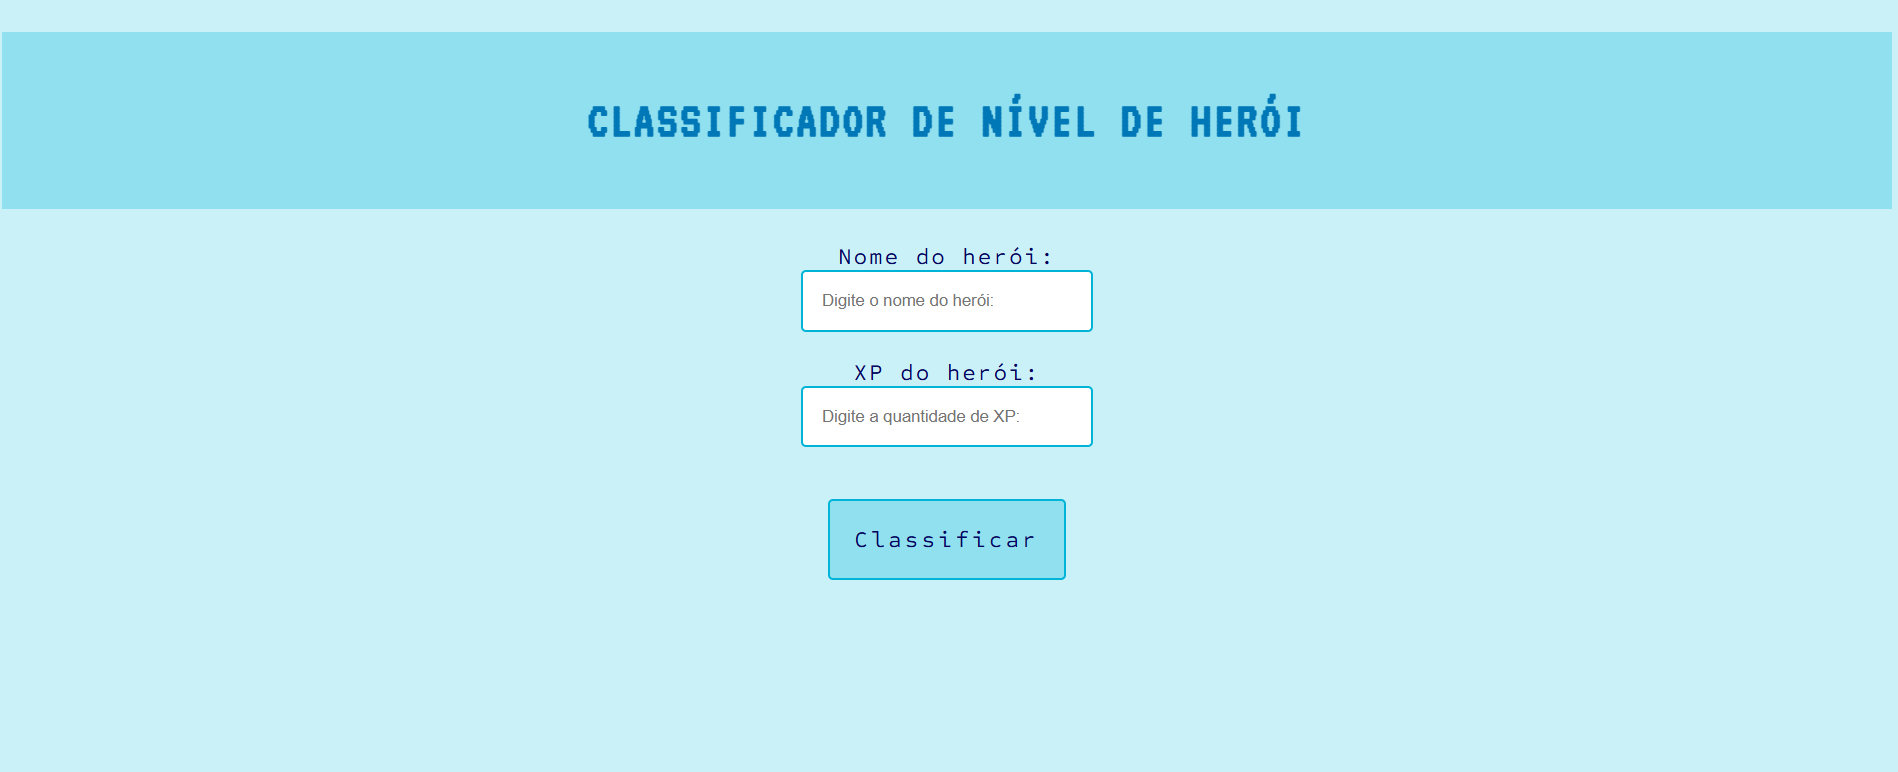 CLASSIFICADOR DE NÍVEL DE HERÓI
Nome do herói:
Digite o nome do herói:
XP do herói:
Digite a quantidade de XP:
Classificar